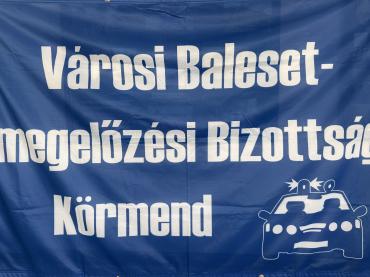 Városi Baleset-
megelőzési Bizottság
Körmend